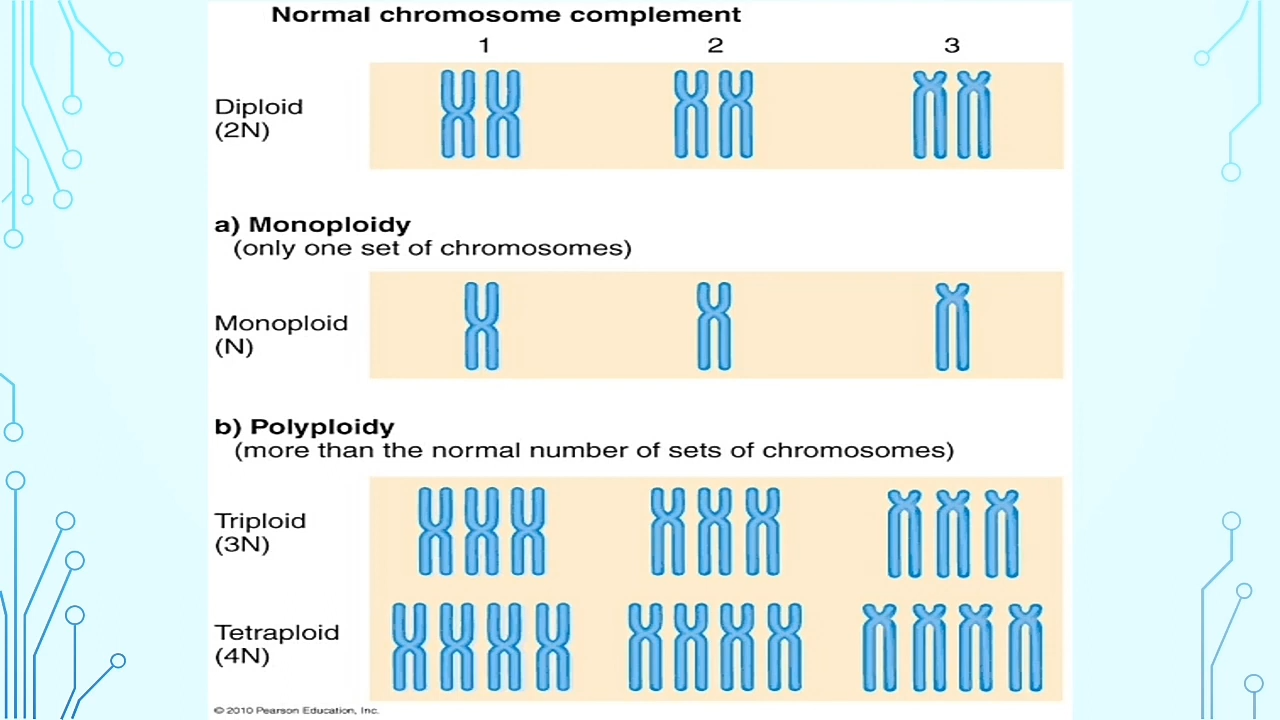 Normal chromosome complement
1 2 3
Diploid
(2N)
a) Monoploidy
(only one set of chromosomes)
Monoploid
(N)
b) Polyploidy
(more than the normal number of sets of chromosomes)
Triploid
(3N)
Tetraploid
(4N)
© 2010 Pearson Education, Inc.